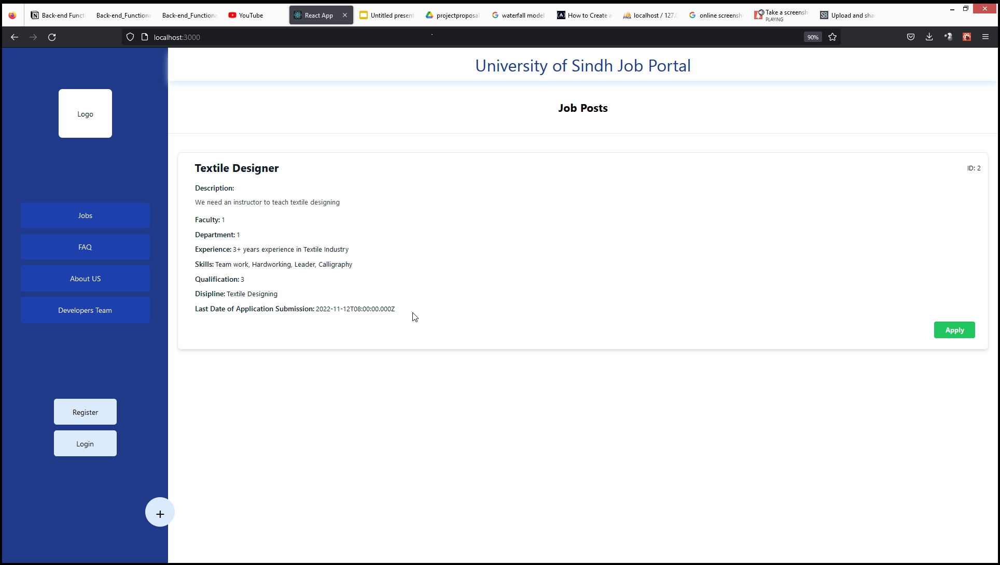 Back-end Funct
Back-end_Functiona
Back-end_Functiona
YouTube
React App
Untitled present
projectproposal
waterfall model
How to Create a
PMA
localhost / 127.0
online screensh
Take a screensh
PLAYING
SB
Upload and sha
localhost:3000
90%
University of Sindh Job Portal
Logo
Job Posts
Textile Designer
ID: 2
Description:
We need an instructor to teach textile designing
Faculty: 1
Department: 1
Experience: 3+ years experience in Textile Industry
Skills: Team work, Hardworking, Leader, Calligraphy
Qualification: 3
Disipline: Textile Designing
Last Date of Application Submission: 2022-11-12T08:00:00.000Z
Apply
Jobs
FAQ
About US
Developers Team
Register
Login
+